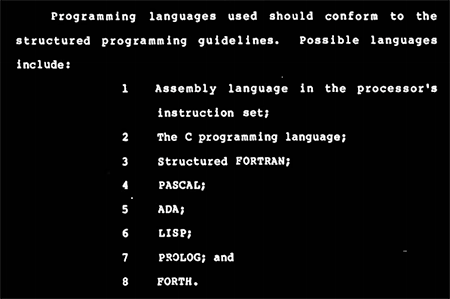 Programming languages used should conform to the
structured programming guidelines. Possible languages
include:
1 Assembly language in the processor's
instruction set;
2 The C programming language;
3 Structured FORTRAN;
4 PASCAL;
5 ADA;
6 LISP;
7 PROLOG; and
8 FORTH.